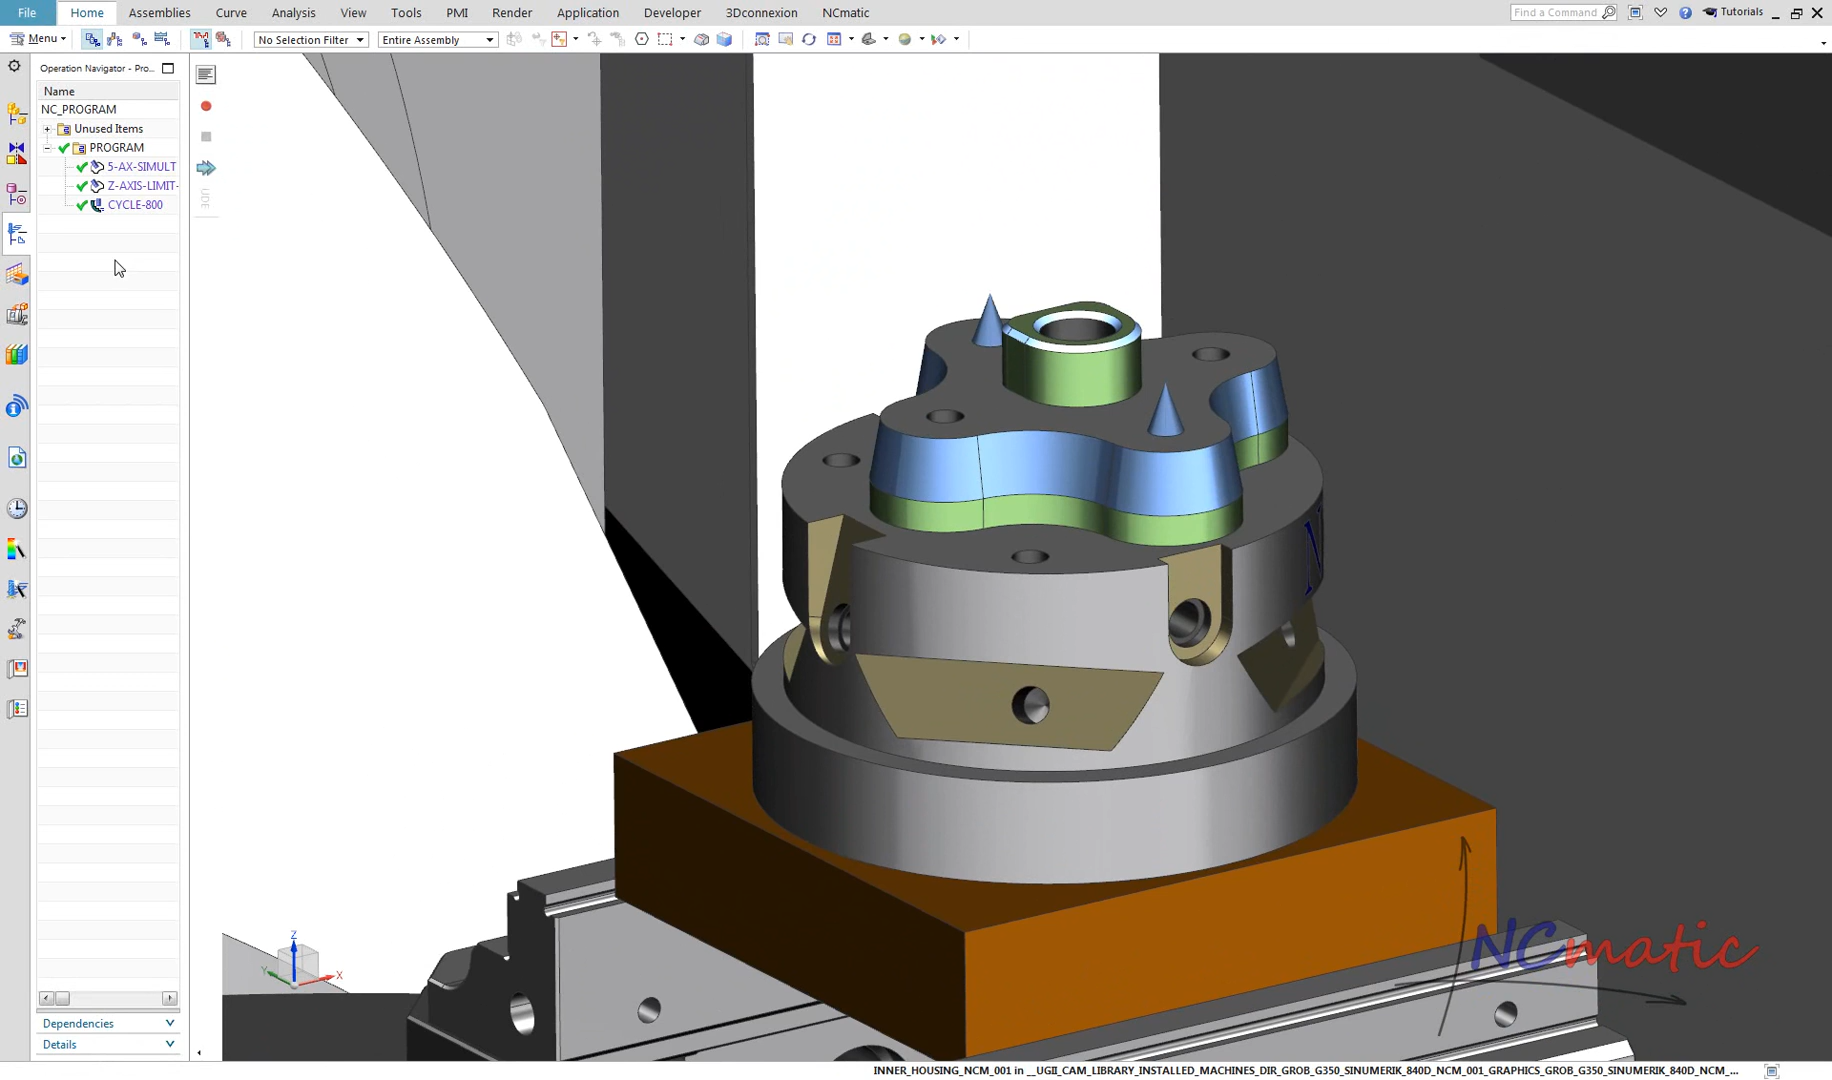 File Home Assemblies Curve Analysis View Tools PMI Render Application Developer 3Dconnexion NCmatic Find a Command Tutorials
Menu No Selection Filter Entire Assembly
Operation Navigator - Pro...
Name
NC_PROGRAM
Unused Items
PROGRAM
5-AX-SIMULT
Z-AXIS-LIMIT-
CYCLE-800
UDE
N
Z
Y
X
NCmatic
Dependencies
Details
INNER_HOUSING_NCM_001 in __UGII_CAM_LIBRARY_INSTALLED_MACHINES_DIR_GROB_G350_SINUMERIK_840D_NCM_001_GRAPHICS_GROB_G350_SINUMERIK_840D_NCM_...